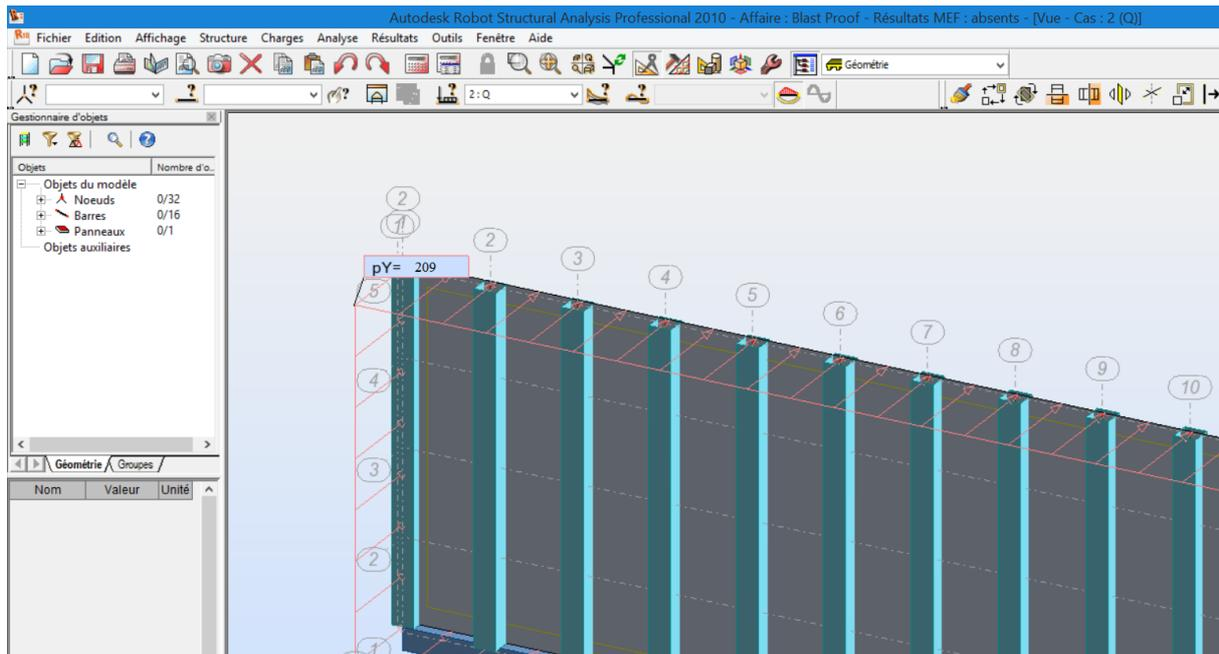 Autodesk Robot Structural Analysis Professional 2010 - Affaire : Blast Proof - Résultats MEF : absents - [Vue - Cas : 2 (Q)]
Fichier Edition Affichage Structure Charges Analyse Résultats Outils Fenêtre Aide
Géométrie
2 : Q
Gestionnaire d'objets
Objets Nombre d'o...
Objets du modèle
Noeuds 0/32
Barres 0/16
Panneaux 0/1
Objets auxiliaires
Géométrie Groupes
Nom Valeur Unité
2
1
2
3
4
5
6
7
8
9
10
pY= 209
5
4
3
2
1